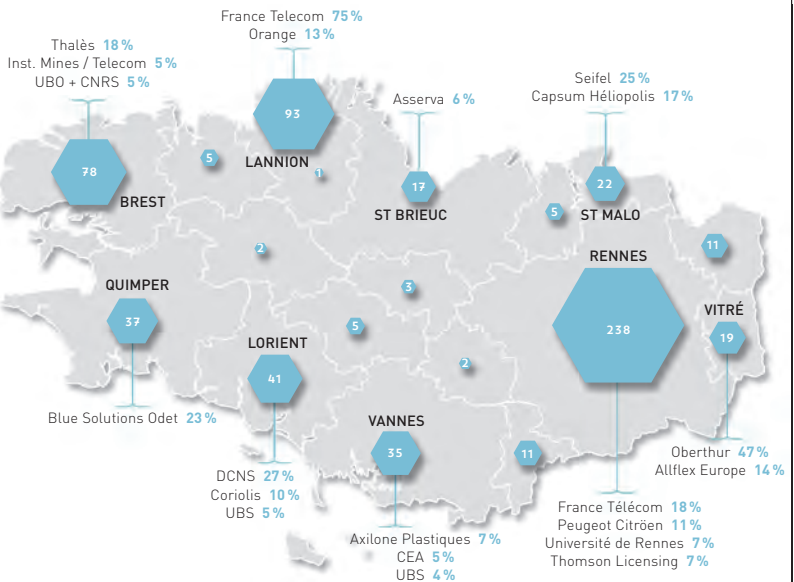 France Telecom 75%
Orange 13%
Thalès 18%
Inst. Mines / Telecom 5%
UBO + CNRS 5%
Seifel 25%
Capsum Héliopolis 17%
Asserva 6%
93
5
LANNION
1
78
BREST
17
ST BRIEUC
22
5
ST MALO
11
2
RENNES
QUIMPER
3
37
5
238
VITRÉ
19
LORIENT
2
41
Blue Solutions Odet 23%
VANNES
35
11
Oberthur 47%
Allflex Europe 14%
DCNS 27%
Coriolis 10%
UBS 5%
France Télécom 18%
Peugeot Citröen 11%
Université de Rennes 7%
Thomson Licensing 7%
Axilone Plastiques 7%
CEA 5%
UBS 4%